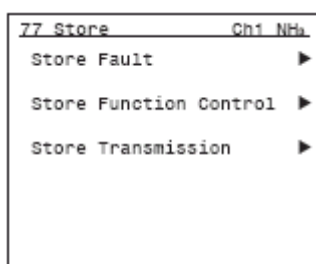 77 Store Ch1 NH₃
Store Fault ▶
Store Function Control ▶
Store Transmission ▶